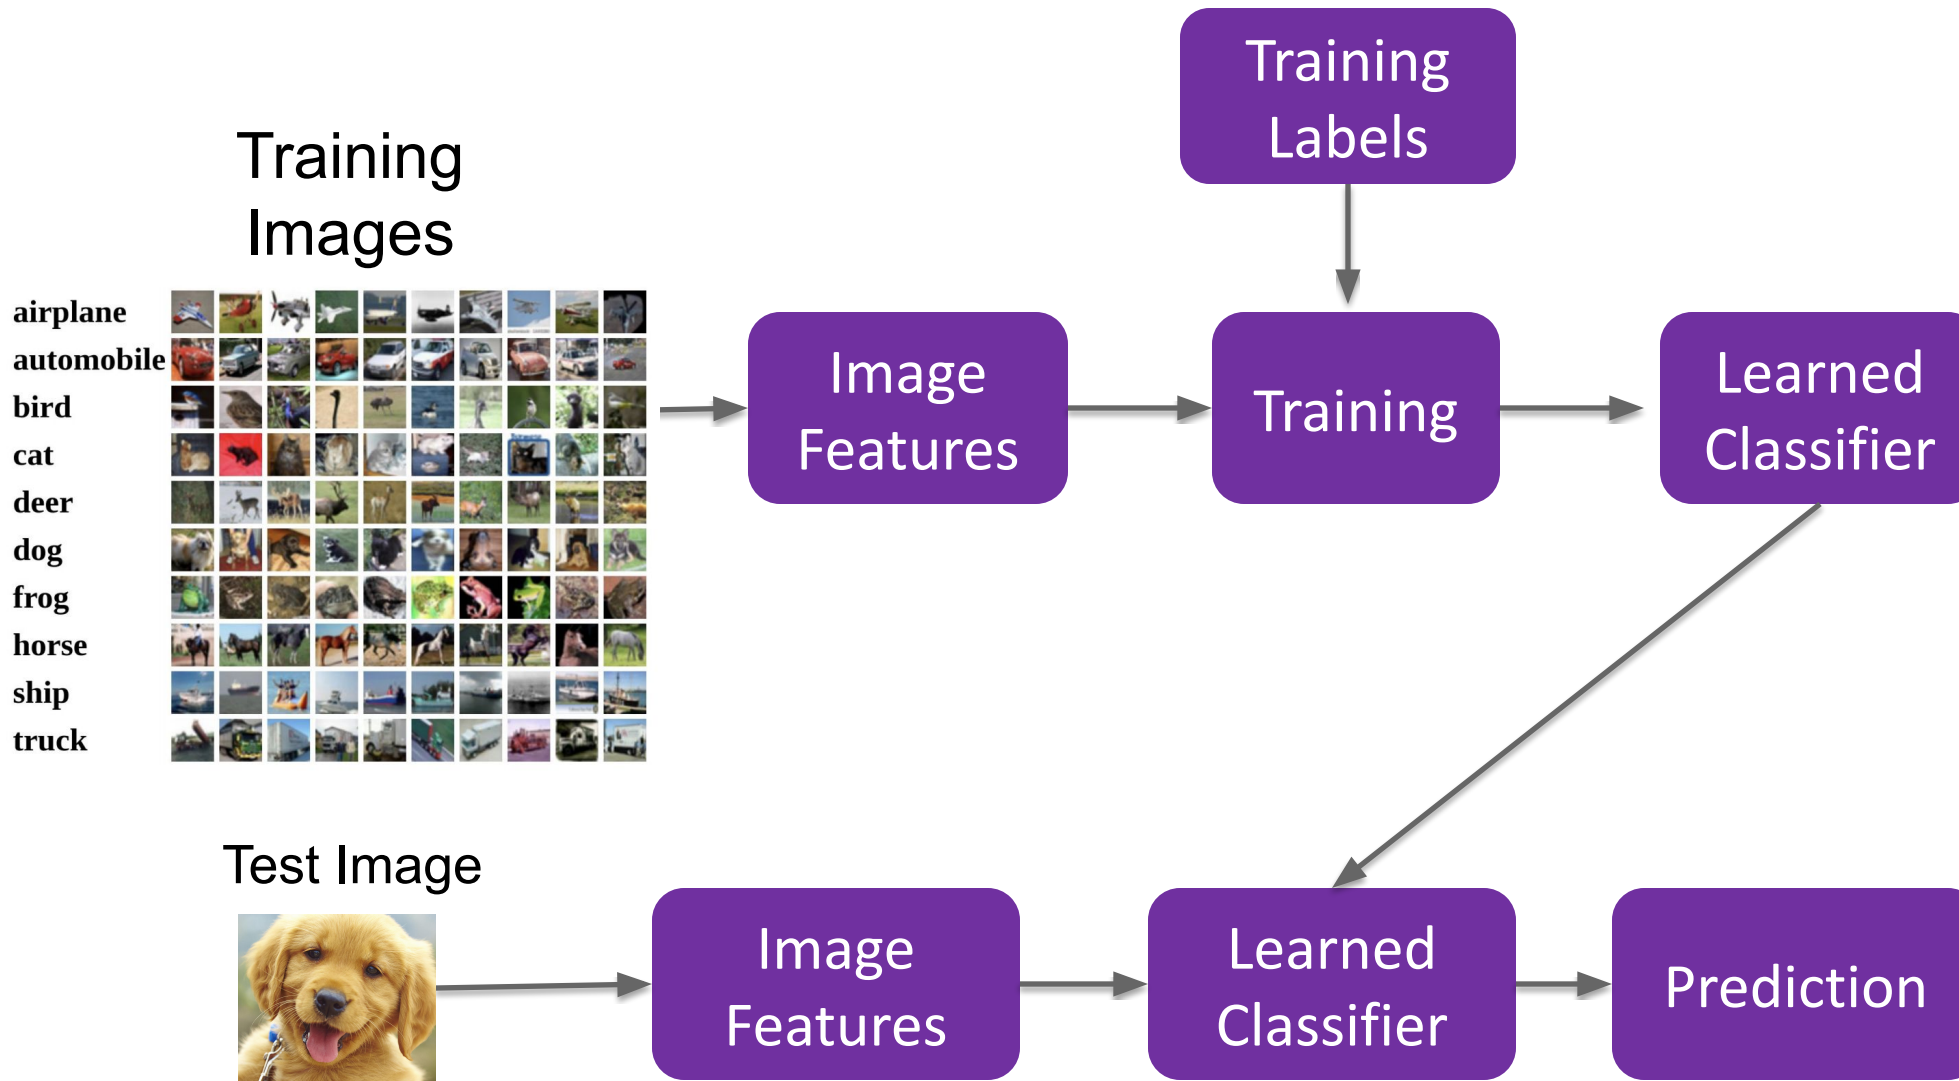 Training
Labels
Training
Images
airplane
automobile
bird
cat
deer
dog
frog
horse
ship
truck
Image
Features
Training
Learned
Classifier
Test Image
Image
Features
Learned
Classifier
Prediction